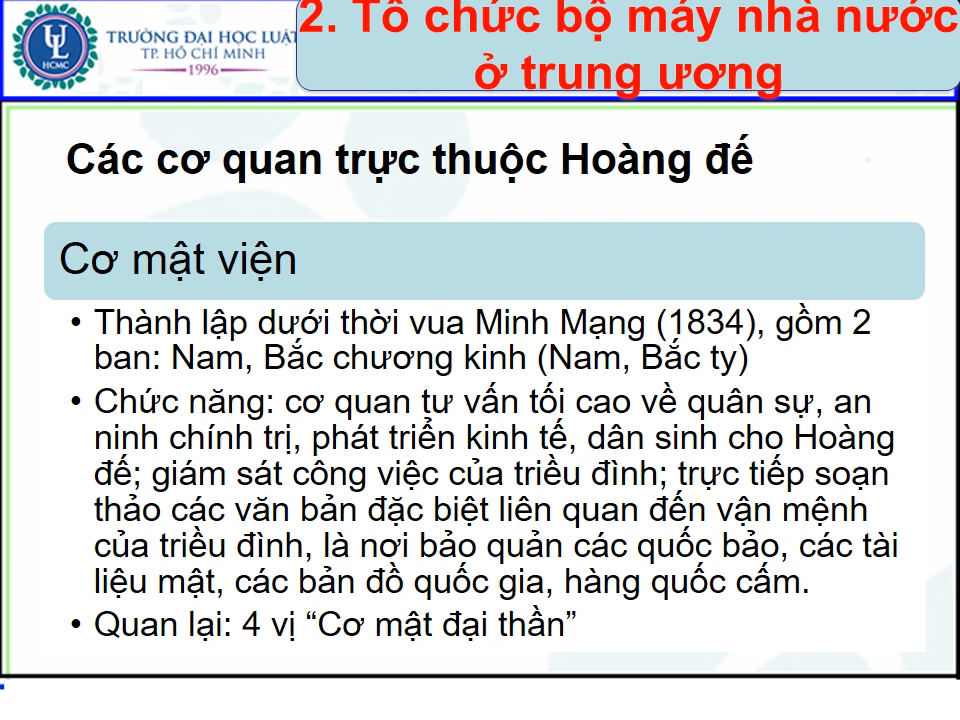 TRƯỜNG ĐẠI HỌC LUẬT
TP. HỒ CHÍ MINH
1996
HCMC
2. Tổ chức bộ máy nhà nước
ở trung ương
Các cơ quan trực thuộc Hoàng đế
Cơ mật viện
• Thành lập dưới thời vua Minh Mạng (1834), gồm 2
ban: Nam, Bắc chương kinh (Nam, Bắc ty)
• Chức năng: cơ quan tư vấn tối cao về quân sự, an
ninh chính trị, phát triển kinh tế, dân sinh cho Hoàng
đế; giám sát công việc của triều đình; trực tiếp soạn
thảo các văn bản đặc biệt liên quan đến vận mệnh
của triều đình, là nơi bảo quản các quốc bảo, các tài
liệu mật, các bản đồ quốc gia, hàng quốc cấm.
• Quan lại: 4 vị “Cơ mật đại thần”